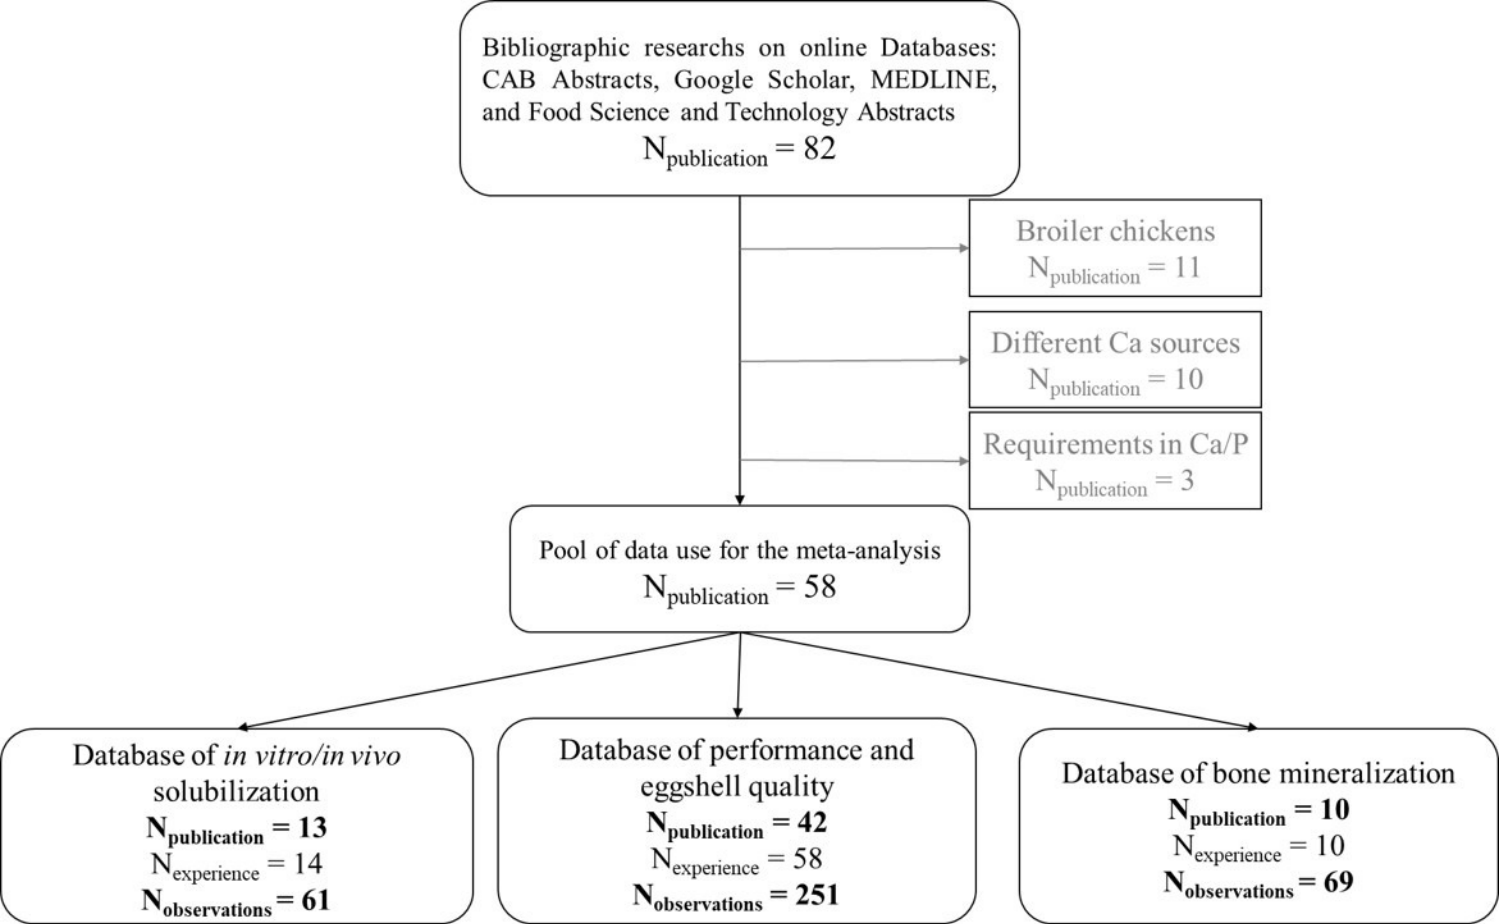 Bibliographic researchs on online Databases:
CAB Abstracts, Google Scholar, MEDLINE,
and Food Science and Technology Abstracts
Npublication = 82
Broiler chickens
Npublication = 11
Different Ca sources
Npublication = 10
Requirements in Ca/P
Npublication = 3
Pool of data use for the meta-analysis
Npublication = 58
Database of in vitro/in vivo
solubilization
Npublication = 13
Nexperience = 14
Nobservations = 61
Database of performance and
eggshell quality
Npublication = 42
Nexperience = 58
Nobservations = 251
Database of bone mineralization
Npublication = 10
Nexperience = 10
Nobservations = 69